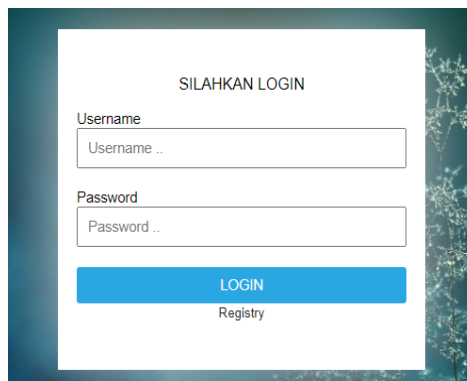 SILAHKAN LOGIN
Username
Username ..
Password
Password ..
LOGIN
Registry